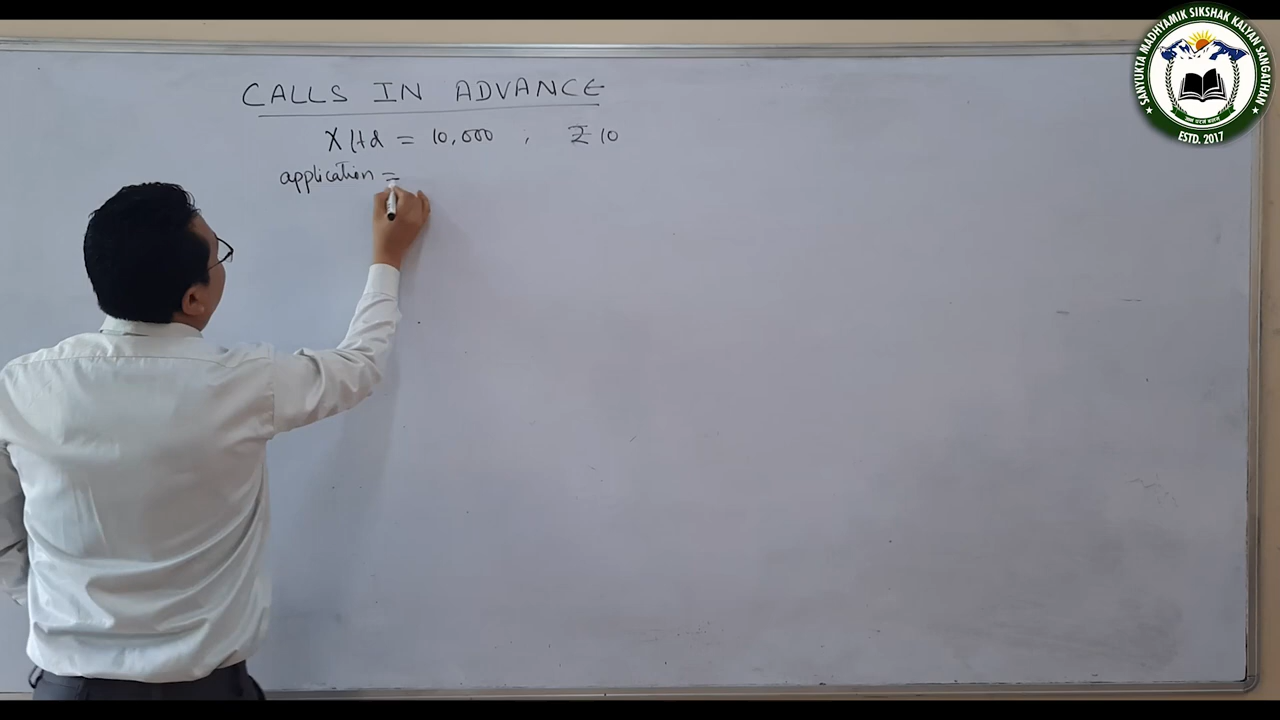 CALLS IN ADVANCE
X ltd = 10,000 , ₹ 10
application =
SANYUKTA MADHYAMIK SIKSHAK KALYAN SANGATHAN
ESTD. 2017